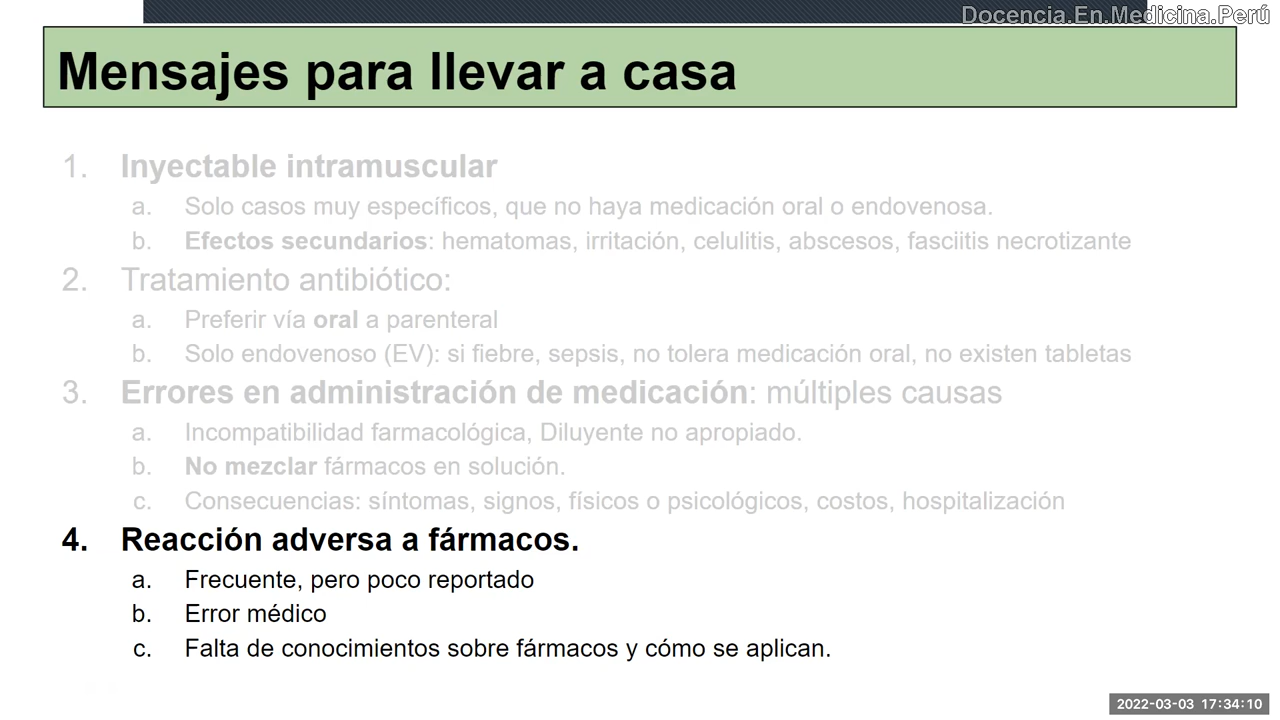 Docencia.En.Medicina.Perú
Mensajes para llevar a casa
1. Inyectable intramuscular
a. Solo casos muy específicos, que no haya medicación oral o endovenosa.
b. Efectos secundarios: hematomas, irritación, celulitis, abscesos, fasciitis necrotizante
2. Tratamiento antibiótico:
a. Preferir vía oral a parenteral
b. Solo endovenoso (EV): si fiebre, sepsis, no tolera medicación oral, no existen tabletas
3. Errores en administración de medicación: múltiples causas
a. Incompatibilidad farmacológica, Diluyente no apropiado.
b. No mezclar fármacos en solución.
c. Consecuencias: síntomas, signos, físicos o psicológicos, costos, hospitalización
4. Reacción adversa a fármacos.
a. Frecuente, pero poco reportado
b. Error médico
c. Falta de conocimientos sobre fármacos y cómo se aplican.
2022-03-03 17:34:10